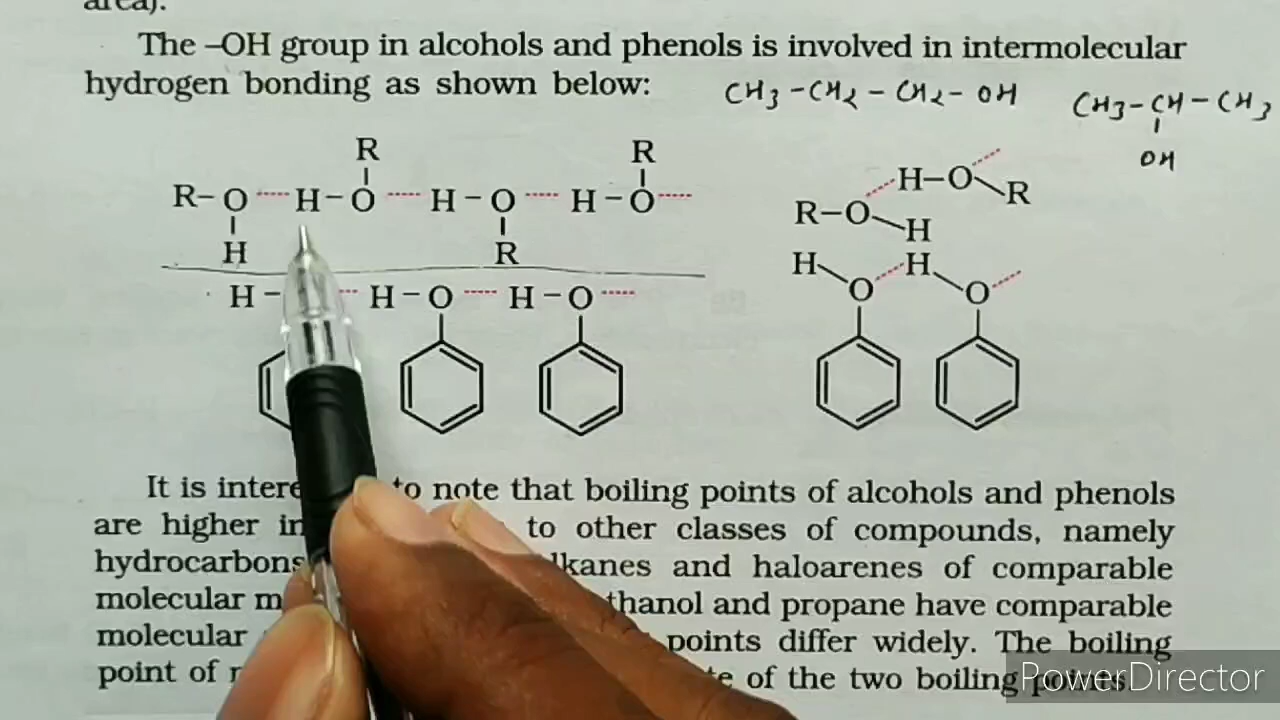 area).
The –OH group in alcohols and phenols is involved in intermolecular
hydrogen bonding as shown below:
CH3 – CH2 – CH2 – OH
CH3 – CH – CH3
OH
R R
R– O H – O H – O H – O
H R
H – H – O H – O
H–O
R
R–O
H
H H
O O
It is to note that boiling points of alcohols and phenols
are higher in to other classes of compounds, namely
hydrocarbons and haloarenes of comparable
molecular and propane have comparable
molecular points differ widely. The boiling
point of of the two boiling points.
PowerDirector